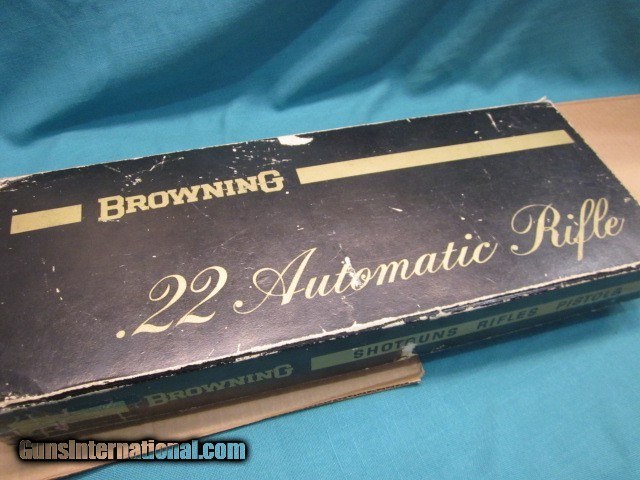 BROWNING
.22 Automatic Rifle
BROWNING
SHOTGUNS RIFLES PISTOLS
GunsInternational.com